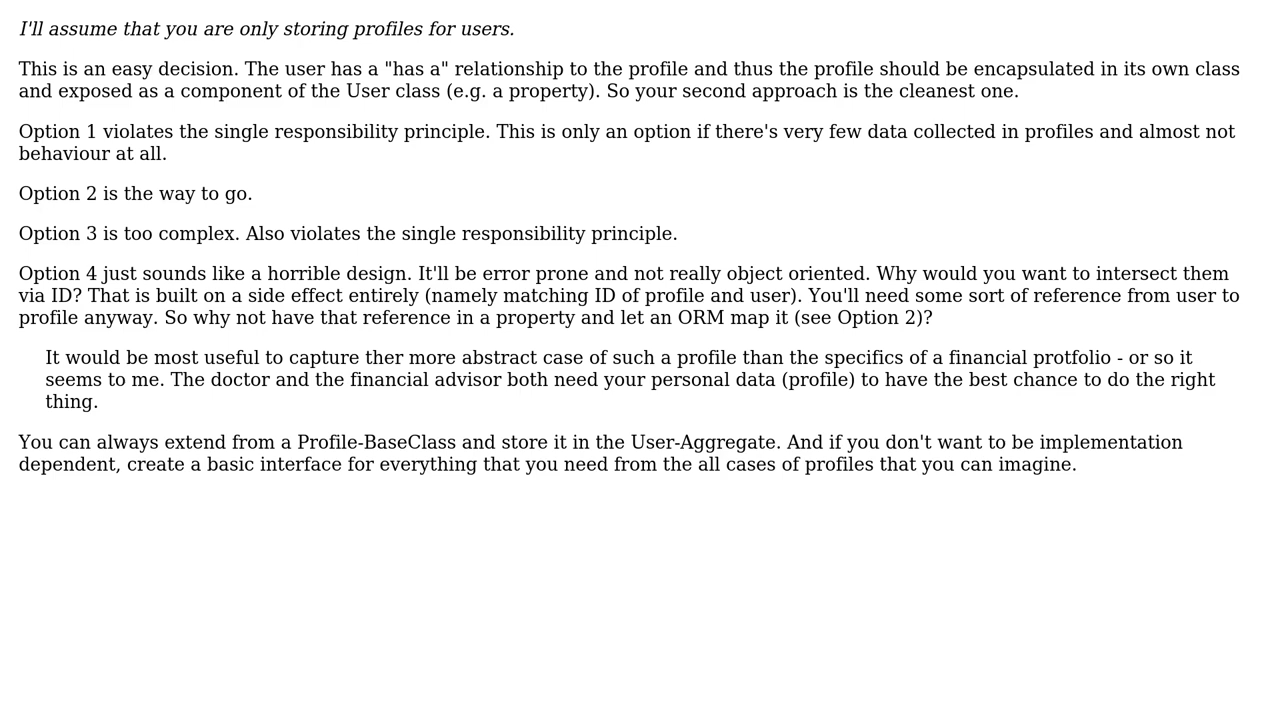 I'll assume that you are only storing profiles for users.
This is an easy decision. The user has a "has a" relationship to the profile and thus the profile should be encapsulated in its own class
and exposed as a component of the User class (e.g. a property). So your second approach is the cleanest one.
Option 1 violates the single responsibility principle. This is only an option if there's very few data collected in profiles and almost not
behaviour at all.
Option 2 is the way to go.
Option 3 is too complex. Also violates the single responsibility principle.
Option 4 just sounds like a horrible design. It'll be error prone and not really object oriented. Why would you want to intersect them
via ID? That is built on a side effect entirely (namely matching ID of profile and user). You'll need some sort of reference from user to
profile anyway. So why not have that reference in a property and let an ORM map it (see Option 2)?
It would be most useful to capture ther more abstract case of such a profile than the specifics of a financial protfolio - or so it
seems to me. The doctor and the financial advisor both need your personal data (profile) to have the best chance to do the right
thing.
You can always extend from a Profile-BaseClass and store it in the User-Aggregate. And if you don't want to be implementation
dependent, create a basic interface for everything that you need from the all cases of profiles that you can imagine.